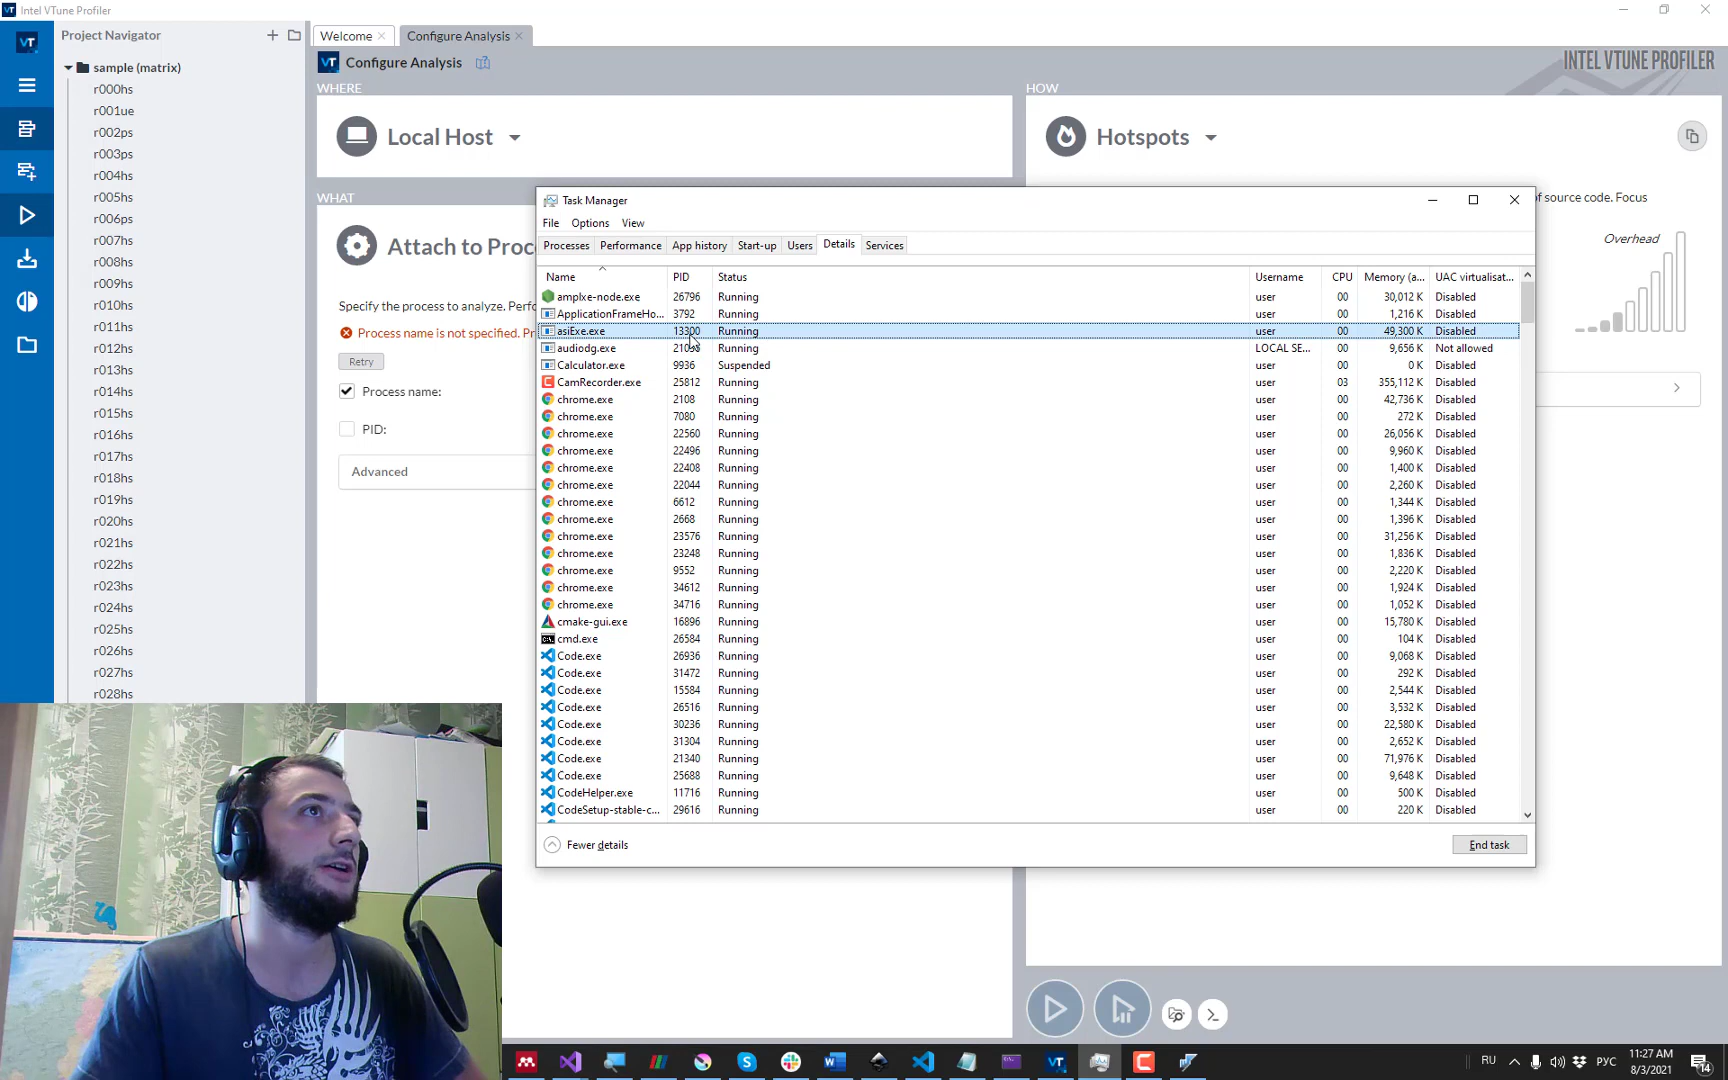 Intel VTune Profiler
Project Navigator
Welcome
Configure Analysis
VT
sample (matrix)
r000hs
r001ue
r002ps
r003ps
r004hs
r005hs
r006ps
r007hs
r008hs
r009hs
r010hs
r011hs
r012hs
r013hs
r014hs
r015hs
r016hs
r017hs
r018hs
r019hs
r020hs
r021hs
r022hs
r023hs
r024hs
r025hs
r026hs
r027hs
r028hs
VT Configure Analysis
INTEL VTUNE PROFILER
WHERE
Local Host
WHAT
Attach to Proc
Specify the process to analyze. Perfo
Process name is not specified. Pr
Retry
Process name:
PID:
Advanced
HOW
Hotspots
of source code. Focus
Overhead
Task Manager
File Options View
Processes Performance App history Start-up Users Details Services
Name PID Status Username CPU Memory (a... UAC virtualisat...
amplxe-node.exe 26796 Running user 00 30,012 K Disabled
ApplicationFrameHo... 3792 Running user 00 1,216 K Disabled
asiExe.exe 13300 Running user 00 49,300 K Disabled
audiodg.exe Running LOCAL SE... 00 9,656 K Not allowed
Calculator.exe 9936 Suspended user 00 0 K Disabled
CamRecorder.exe 25812 Running user 03 355,112 K Disabled
chrome.exe 2108 Running user 00 42,736 K Disabled
chrome.exe 7080 Running user 00 272 K Disabled
chrome.exe 22560 Running user 00 26,056 K Disabled
chrome.exe 22496 Running user 00 9,960 K Disabled
chrome.exe 22408 Running user 00 1,400 K Disabled
chrome.exe 22044 Running user 00 2,260 K Disabled
chrome.exe 6612 Running user 00 1,344 K Disabled
chrome.exe 2668 Running user 00 1,396 K Disabled
chrome.exe 23576 Running user 00 31,256 K Disabled
chrome.exe 23248 Running user 00 1,836 K Disabled
chrome.exe 9552 Running user 00 2,220 K Disabled
chrome.exe 34612 Running user 00 1,924 K Disabled
chrome.exe 34716 Running user 00 1,052 K Disabled
cmake-gui.exe 16896 Running user 00 15,780 K Disabled
cmd.exe 26584 Running user 00 104 K Disabled
Code.exe 26936 Running user 00 9,068 K Disabled
Code.exe 31472 Running user 00 292 K Disabled
Code.exe 15584 Running user 00 2,544 K Disabled
Code.exe 26516 Running user 00 3,532 K Disabled
Code.exe 30236 Running user 00 22,580 K Disabled
Code.exe 31304 Running user 00 2,652 K Disabled
Code.exe 21340 Running user 00 71,976 K Disabled
Code.exe 25688 Running user 00 9,648 K Disabled
CodeHelper.exe 11716 Running user 00 500 K Disabled
CodeSetup-stable-c... 29616 Running user 00 220 K Disabled
Fewer details
End task
RU
РУС
11:27 AM
8/3/2021
14